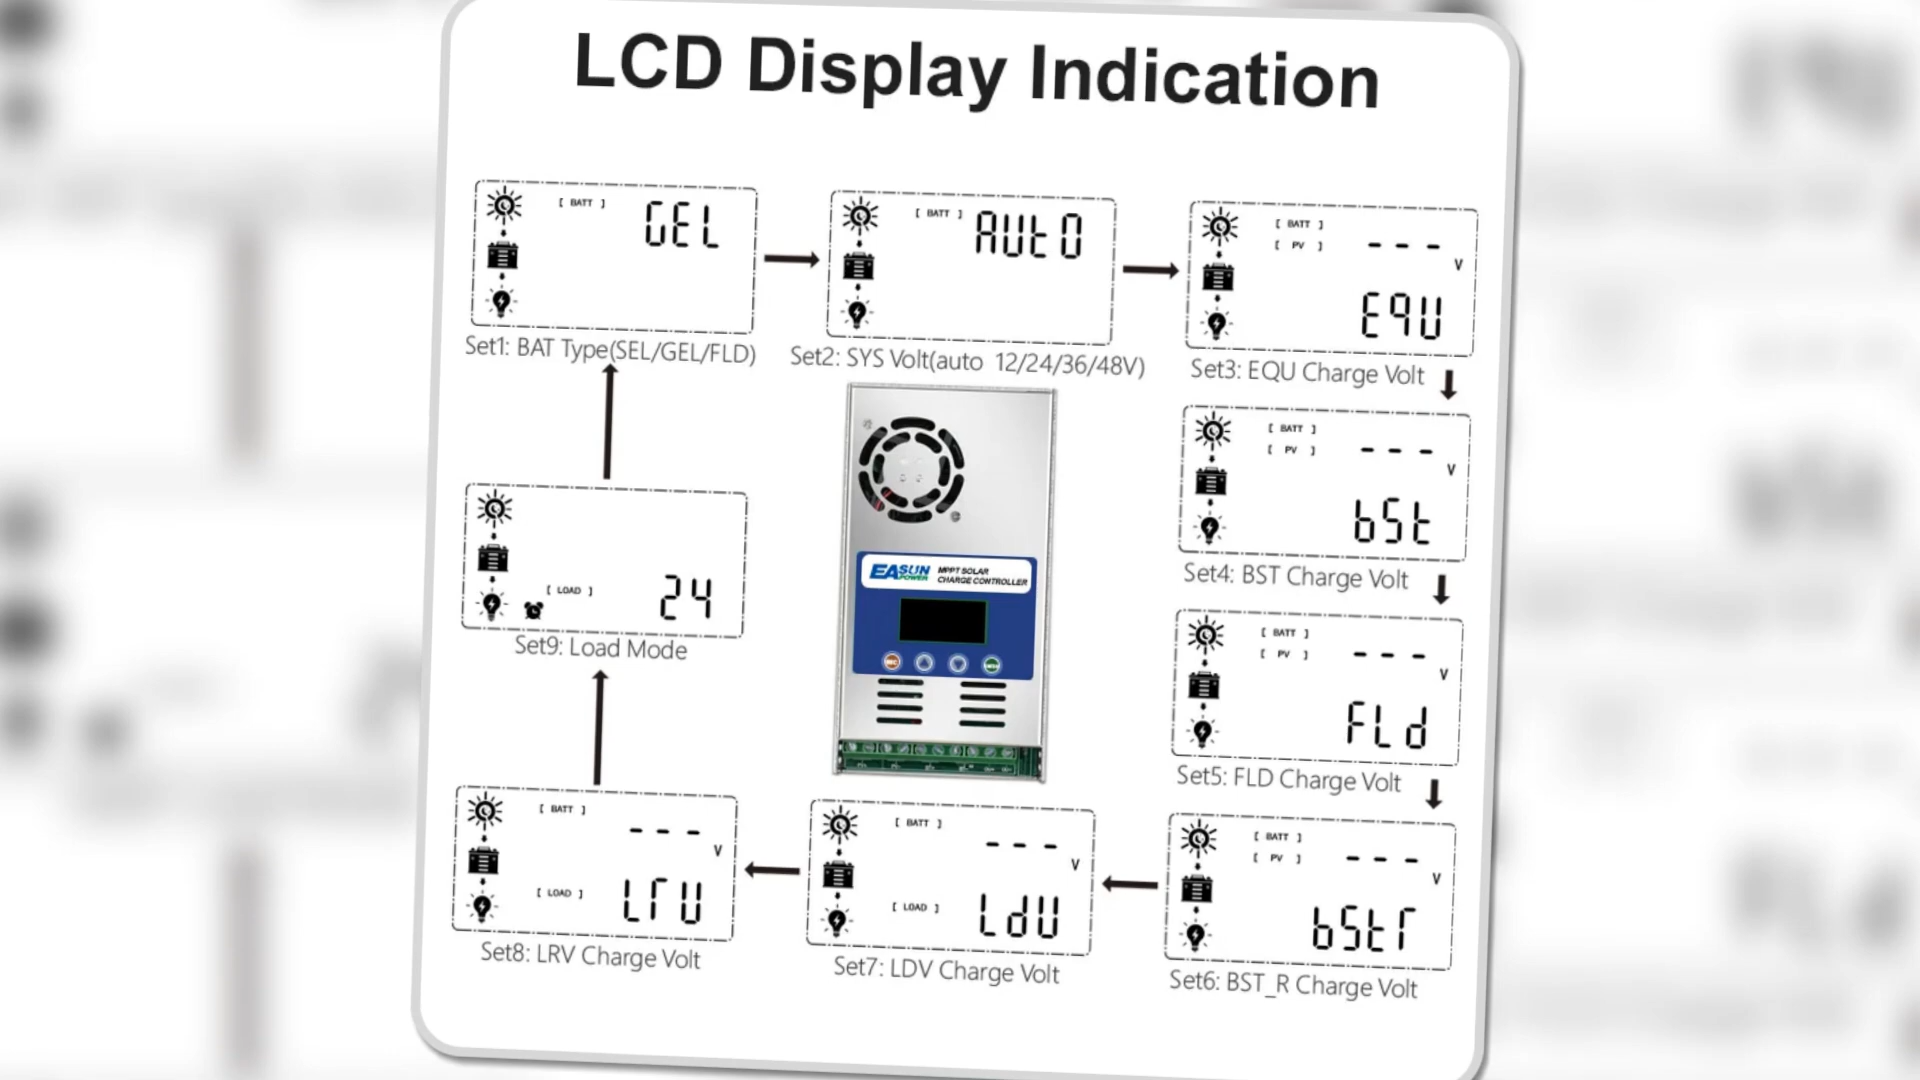 LCD Display Indication
[ BATT ]
GEL
Set1: BAT Type(SEL/GEL/FLD)
[ BATT ]
AUtO
Set2: SYS Volt(auto 12/24/36/48V)
[ BATT ]
[ PV ]
- - -
V
EqU
Set3: EQU Charge Volt
[ BATT ]
[ PV ]
- - -
V
bSt
Set4: BST Charge Volt
[ BATT ]
[ PV ]
- - -
V
FLd
Set5: FLD Charge Volt
[ BATT ]
[ PV ]
- - -
V
bStr
Set6: BST_R Charge Volt
[ BATT ]
- - -
V
[ LOAD ]
LdU
Set7: LDV Charge Volt
[ BATT ]
- - -
V
[ LOAD ]
LrU
Set8: LRV Charge Volt
[ LOAD ]
24
Set9: Load Mode
EASUN
POWER
MPPT SOLAR
CHARGE CONTROLLER